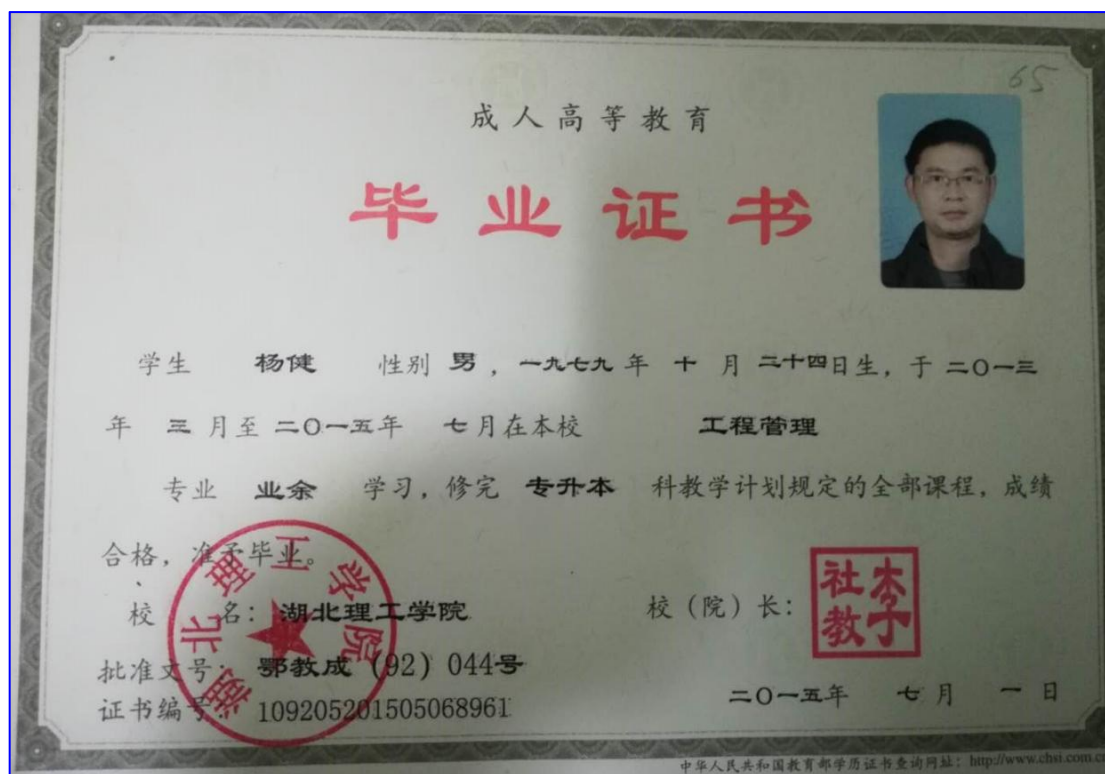 65
成人高等教育
毕业证书
学生 杨健 性别 男，一九七九年 十 月 二十四日生，于 二〇一三
年 三 月至 二〇一五年 七月在本校 工程管理
专业 业余 学习，修完 专升本 科教学计划规定的全部课程，成绩
合格，准予毕业。
校 名：湖北理工学院 校（院）长：
李社教
湖北理工学院
批准文号：鄂教成（92）044号
证书编号：109205201505068961
二〇一五年 七 月 一 日
中华人民共和国教育部学历证书查询网址：http://www.chsi.com.c